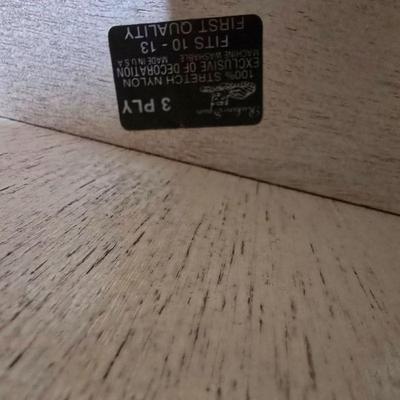 3 PLY
100% STRETCH NYLON
EXCLUSIVE OF DECORATION
MACHINE WASHABLE MADE IN U.S.A
FITS 10 - 13
FIRST QUALITY